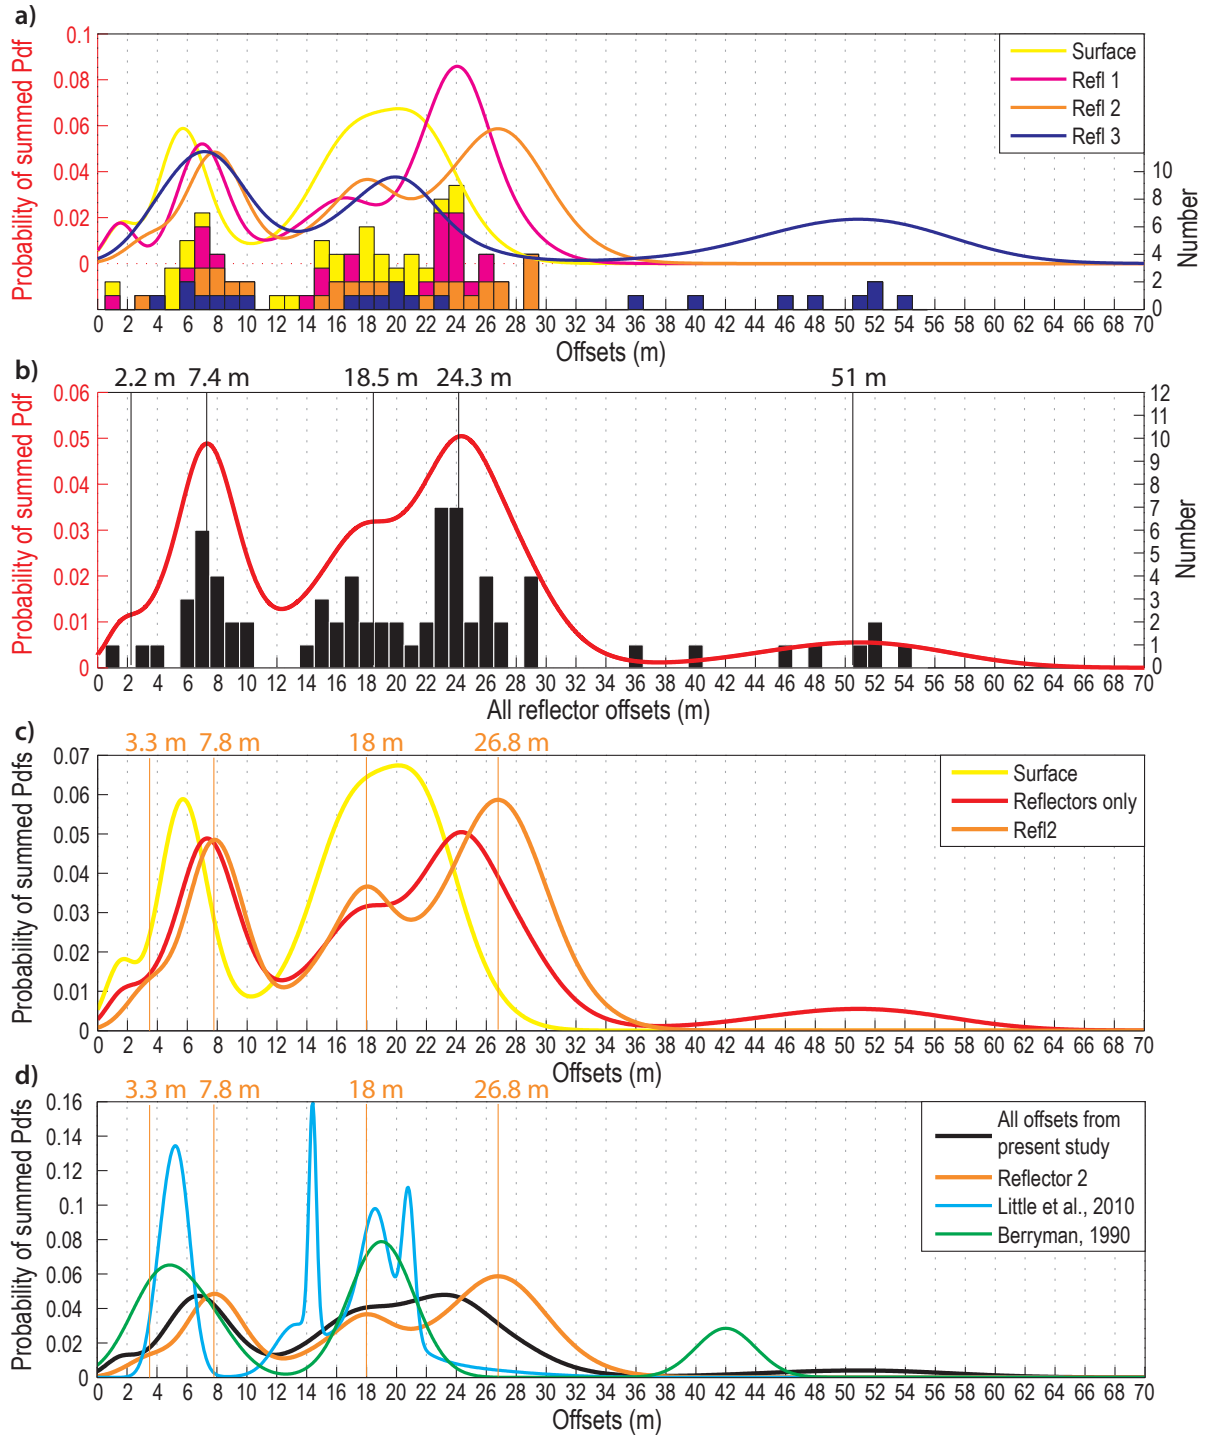 a)
Probability of summed Pdf
0.1
0.08
0.06
0.04
0.02
0
Surface
Refl 1
Refl 2
Refl 3
10
8
6
4
2
0
Number
0 2 4 6 8 10 12 14 16 18 20 22 24 26 28 30 32 34 36 38 40 42 44 46 48 50 52 54 56 58 60 62 64 66 68 70
Offsets (m)
b)
2.2 m 7.4 m 18.5 m 24.3 m 51 m
Probability of summed Pdf
0.06
0.05
0.04
0.03
0.02
0.01
0
12
11
10
9
8
7
6
5
4
3
2
1
0
Number
0 2 4 6 8 10 12 14 16 18 20 22 24 26 28 30 32 34 36 38 40 42 44 46 48 50 52 54 56 58 60 62 64 66 68 70
All reflector offsets (m)
c)
3.3 m 7.8 m 18 m 26.8 m
Probability of summed Pdfs
0.07
0.06
0.05
0.04
0.03
0.02
0.01
0
Surface
Reflectors only
Refl2
0 2 4 6 8 10 12 14 16 18 20 22 24 26 28 30 32 34 36 38 40 42 44 46 48 50 52 54 56 58 60 62 64 66 68 70
Offsets (m)
d)
3.3 m 7.8 m 18 m 26.8 m
Probability of summed Pdfs
0.16
0.14
0.12
0.1
0.08
0.06
0.04
0.02
0
All offsets from
present study
Reflector 2
Little et al., 2010
Berryman, 1990
0 2 4 6 8 10 12 14 16 18 20 22 24 26 28 30 32 34 36 38 40 42 44 46 48 50 52 54 56 58 60 62 64 66 68 70
Offsets (m)